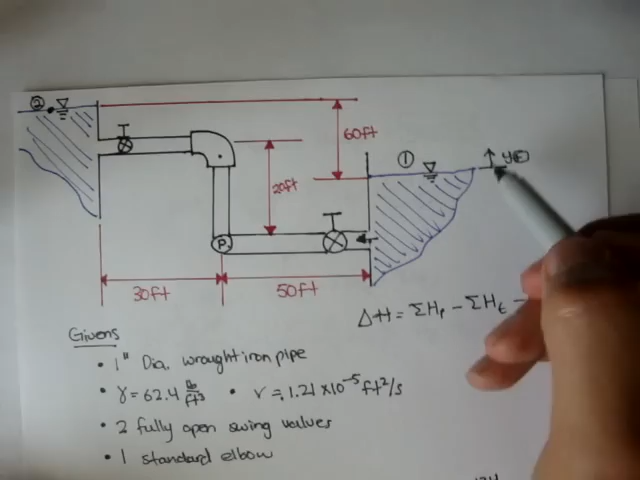 ②
①
y(t)
60ft
20ft
P
30ft
50ft
ΔH = ΣHp - ΣHt -
Givens
• 1" Dia. wrought iron pipe
• γ = 62.4 lb/ft³ • ν = 1.21 x10⁻⁵ ft²/s
• 2 fully open swing valves
• 1 standard elbow